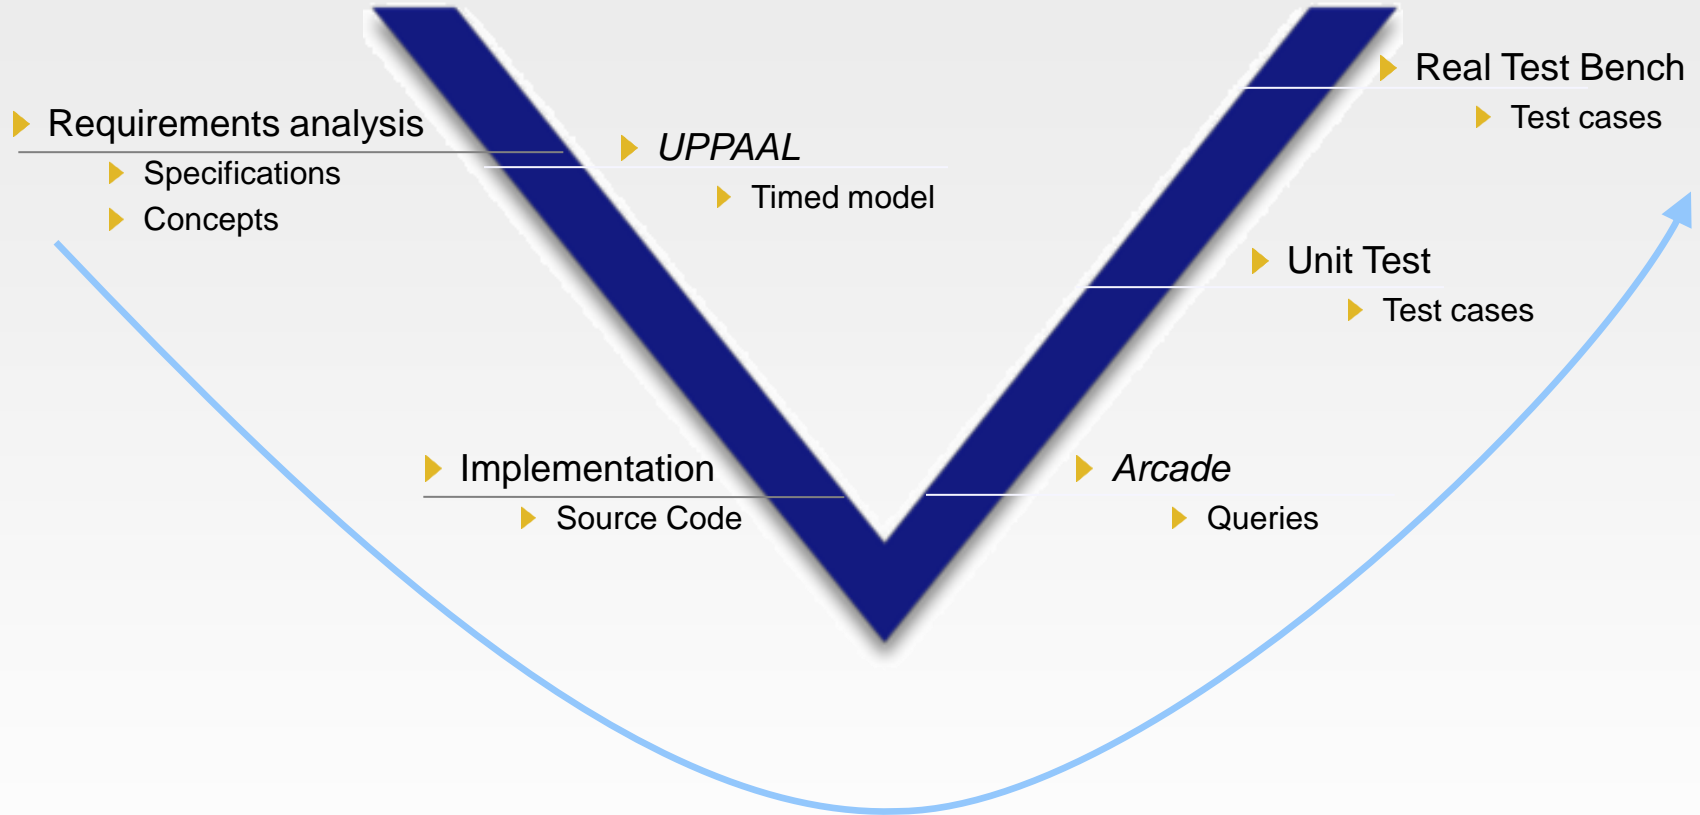 Requirements analysis
Specifications
Concepts
UPPAAL
Timed model
Implementation
Source Code
Arcade
Queries
Unit Test
Test cases
Real Test Bench
Test cases